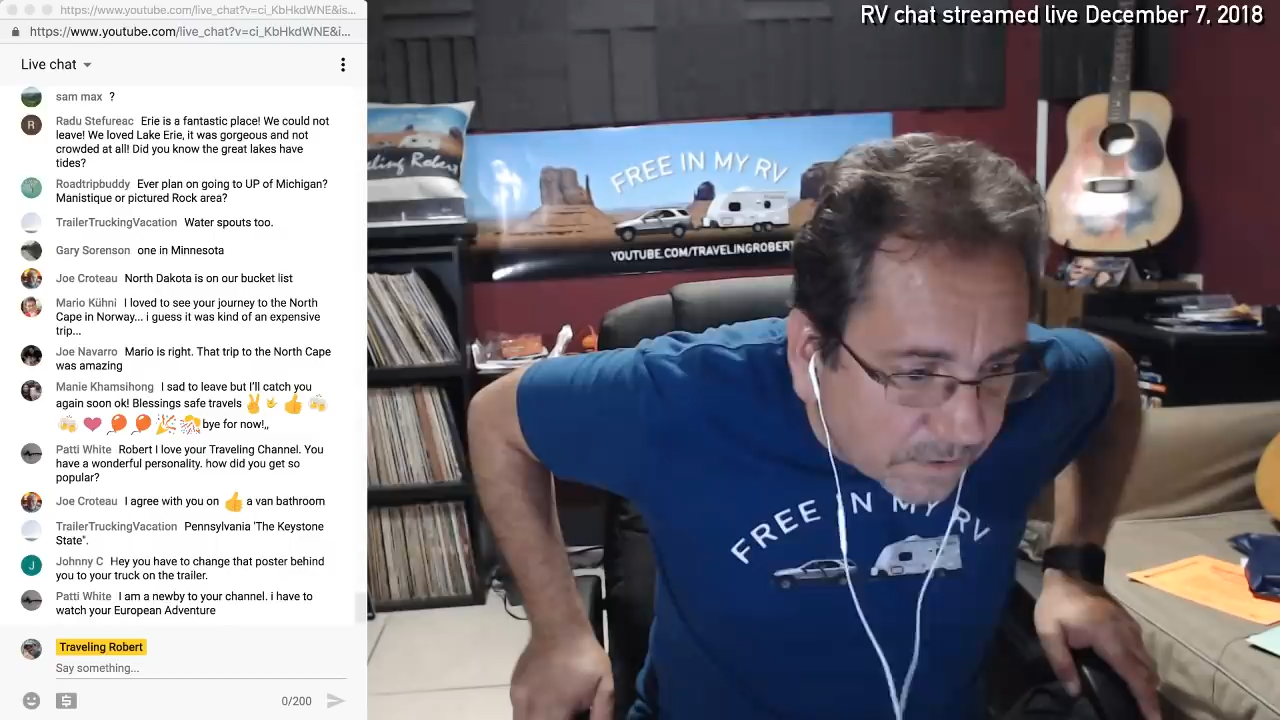 https://www.youtube.com/live_chat?v=ci_KbHkdWNE&is...
https://www.youtube.com/live_chat?v=ci_KbHkdWNE&is...
Live chat
sam max ?
Radu Stefureac Erie is a fantastic place! We could not
leave! We loved Lake Erie, it was gorgeous and not
crowded at all! Did you know the great lakes have
tides?
Roadtripbuddy Ever plan on going to UP of Michigan?
Manistique or pictured Rock area?
TrailerTruckingVacation Water spouts too.
Gary Sorenson one in Minnesota
Joe Croteau North Dakota is on our bucket list
Mario Kühni I loved to see your journey to the North
Cape in Norway... i guess it was kind of an expensive
trip...
Joe Navarro Mario is right. That trip to the North Cape
was amazing
Manie Khamsihong I sad to leave but I'll catch you
again soon ok! Blessings safe travels ✌️ 🤟 👍 🍻
🍻 ❤️ 🎈 🎈 🎉 🎊 bye for now!,,
Patti White Robert I love your Traveling Channel. You
have a wonderful personality. how did you get so
popular?
Joe Croteau I agree with you on 👍 a van bathroom
TrailerTruckingVacation Pennsylvania 'The Keystone
State".
R
J
Johnny C Hey you have to change that poster behind
you to your truck on the trailer.
Patti White I am a newby to your channel. i have to
watch your European Adventure
Traveling Robert
Say something...
0/200
RV chat streamed live December 7, 2018
eling Robert
FREE IN MY RV
YOUTUBE.COM/TRAVELINGROBERT
FREE IN MY RV